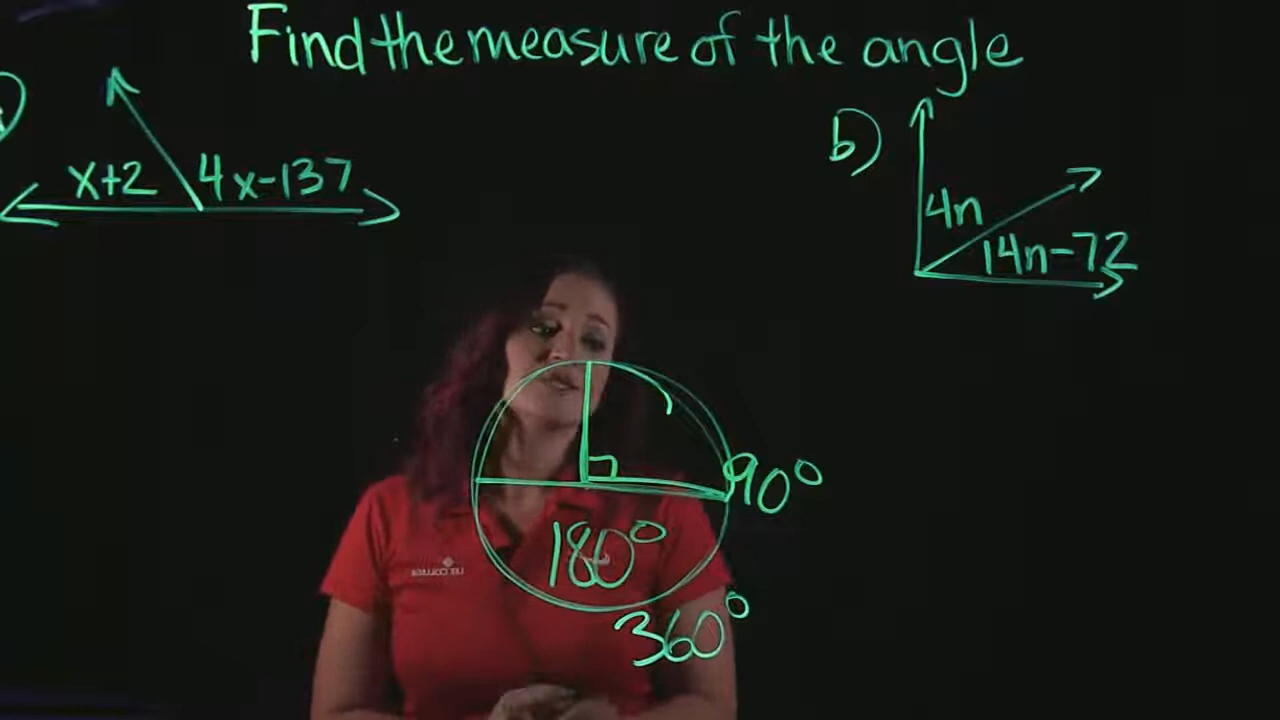 Find the measure of the angle
x+2 4x-137
b)
4n
14n-72
90°
180°
360°